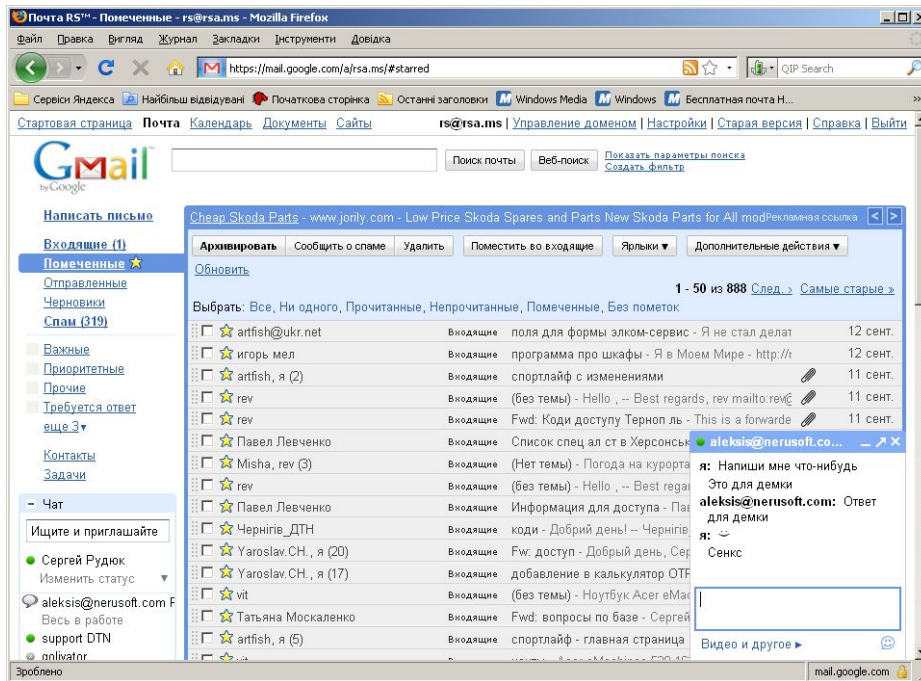 Почта RS™ - Помеченные - rs@rsa.ms - Mozilla Firefox
Файл Правка Вигляд Журнал Закладки Інструменти Довідка
https://mail.google.com/a/rsa.ms/#starred QIP Search
Сервіси Яндекса Найбільш відвідувані Початкова сторінка Останні заголовки Windows Media Windows Бесплатная почта Н...
Стартовая страница Почта Календарь Документы Сайты rs@rsa.ms | Управление доменом | Настройки | Старая версия | Справка | Выйти
Gmail
by Google
Поиск почты Веб-поиск Показать параметры поиска
Создать фильтр
Написать письмо
Входящие (1)
Помеченные
Отправленные
Черновики
Спам (319)
Важные
Приоритетные
Прочие
Требуется ответ
еще 3▾
Контакты
Задачи
− Чат
Ищите и приглашайте
Сергей Рудюк
Изменить статус ▼
aleksis@nerusoft.com F
Весь в работе
support DTN
golivator
Cheap Skoda Parts - www.jorily.com - Low Price Skoda Spares and Parts New Skoda Parts for All mod Рекламная ссылка < >
Архивировать Сообщить о спаме Удалить Поместить во входящие Ярлыки ▼ Дополнительные действия ▼
Обновить
1 - 50 из 888 След. › Самые старые »
Выбрать: Все, Ни одного, Прочитанные, Непрочитанные, Помеченные, Без пометок
artfish@ukr.net Входящие поля для формы элком-сервис - Я не стал делат 12 сент.
игорь мел Входящие программа про шкафы - Я в Моем Мире - http:// 12 сент.
artfish, я (2) Входящие спортлайф с изменениями 11 сент.
rev Входящие (без темы) - Hello , -- Best regards, rev mailto:rev@ 11 сент.
rev Входящие Fwd: Коди доступу Терноп ль - This is a forwarde 11 сент.
Павел Левченко Входящие Список спец ал ст в Херсонськ
Misha, rev (3) Входящие (Нет темы) - Погода на курорта
rev Входящие (без темы) - Hello , -- Best regar
Павел Левченко Входящие Информация для доступа - Пав
Чернігів_ДТН Входящие коди - Добрий день! -- Чернігів
Yaroslav.CH., я (20) Входящие Fw: доступ - Добрый день, Сер
Yaroslav.CH., я (17) Входящие добавление в калькулятор OTP
vit Входящие (без темы) - Ноутбук Acer eMac
Татьяна Москаленко Входящие Fwd: вопросы по базе - Сергей
artfish, я (5) Входящие спортлайф - главная страница
aleksis@nerusoft.co...
я: Напиши мне что-нибудь
Это для демки
aleksis@nerusoft.com: Ответ
для демки
я:
Сенкс
Видео и другое ▸
Зроблено mail.google.com